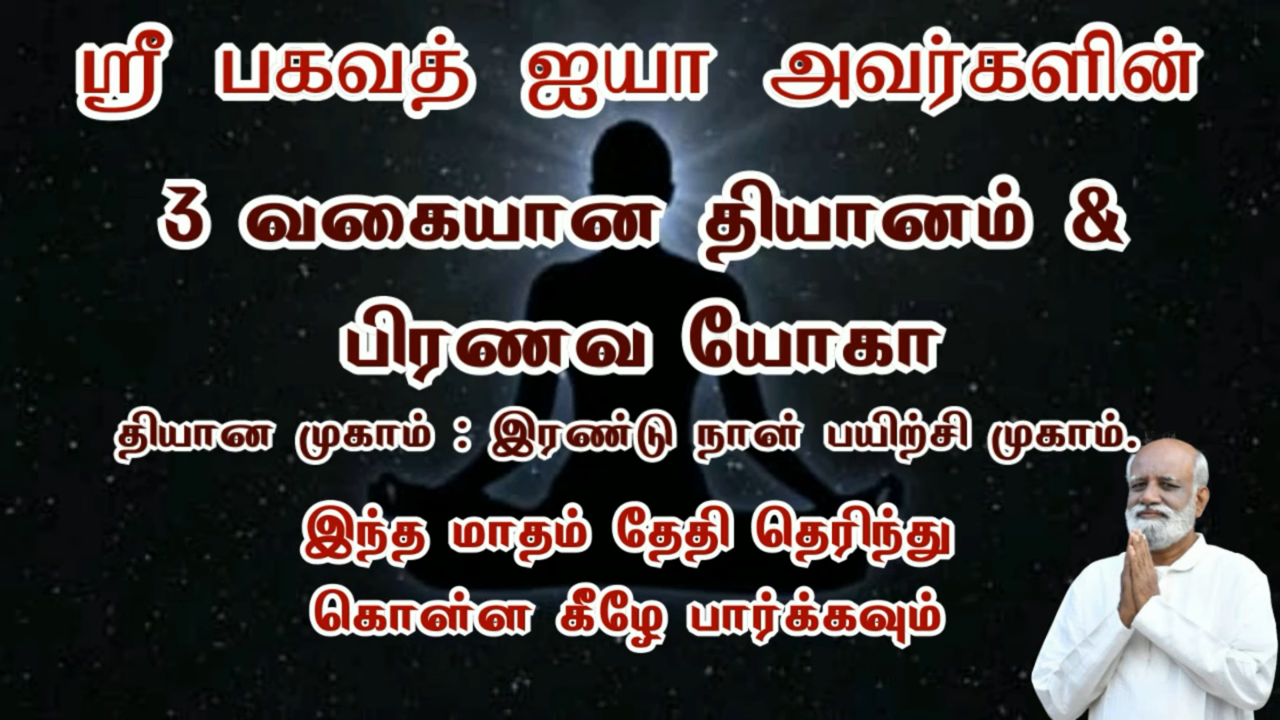 ஸ்ரீ பகவத் ஐயா அவர்களின்
3 வகையான தியானம் &
பிரணவ யோகா
தியான முகாம் : இரண்டு நாள் பயிற்சி முகாம்.
இந்த மாதம் தேதி தெரிந்து
கொள்ள கீழே பார்க்கவும்